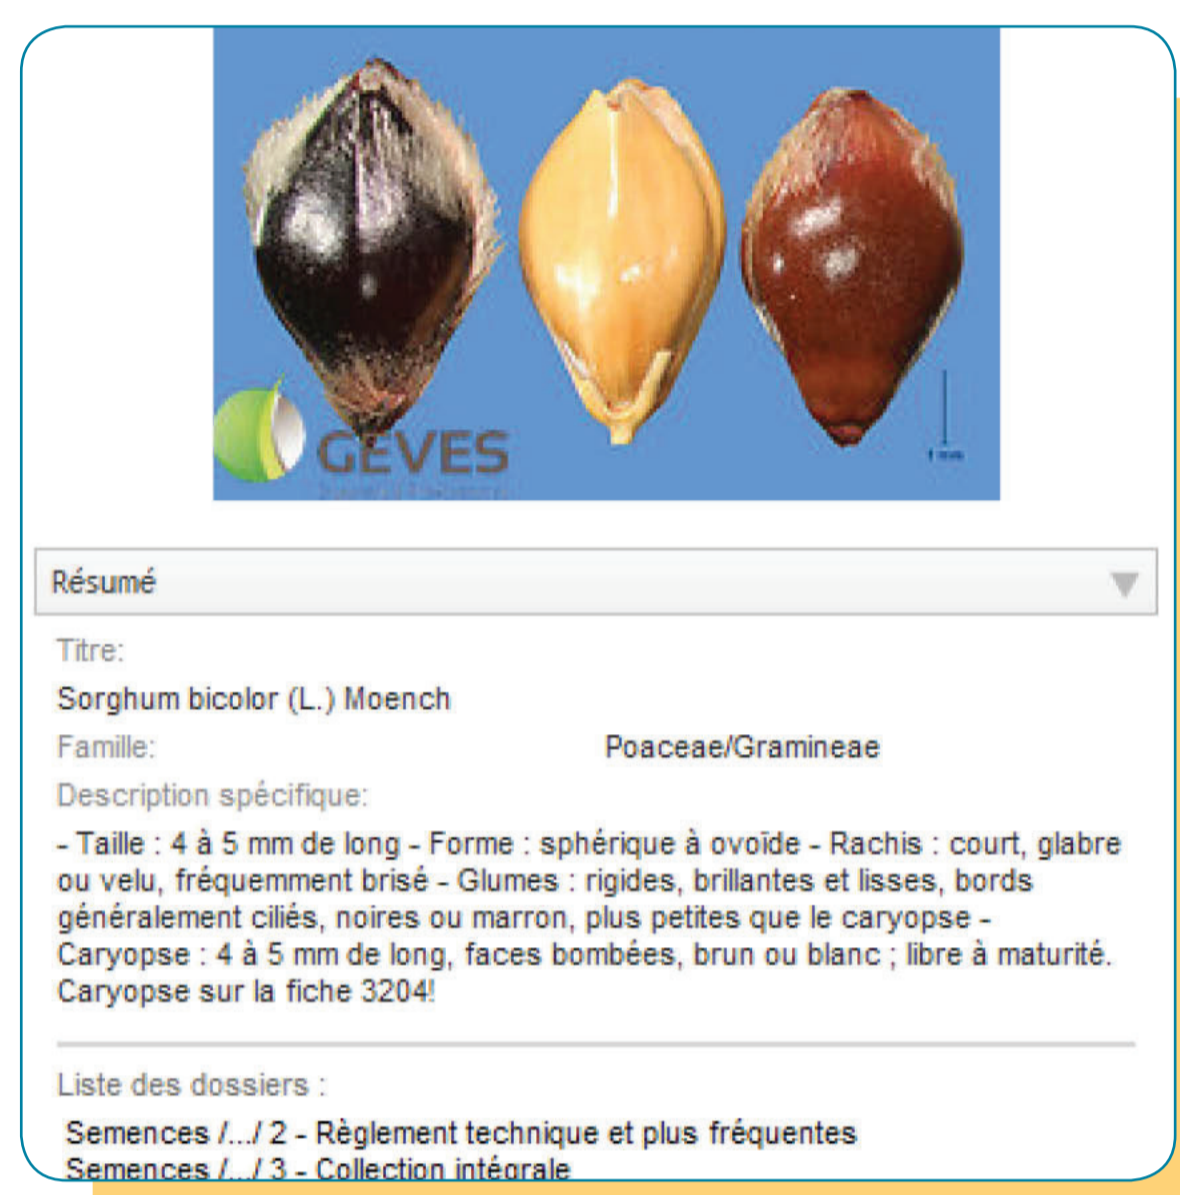 GEVES
1 mm
Résumé
Titre:
Sorghum bicolor (L.) Moench
Famille: Poaceae/Gramineae
Description spécifique:
- Taille : 4 à 5 mm de long - Forme : sphérique à ovoïde - Rachis : court, glabre
ou velu, fréquemment brisé - Glumes : rigides, brillantes et lisses, bords
généralement ciliés, noires ou marron, plus petites que le caryopse -
Caryopse : 4 à 5 mm de long, faces bombées, brun ou blanc ; libre à maturité.
Caryopse sur la fiche 3204!
Liste des dossiers :
Semences /.../ 2 - Règlement technique et plus fréquentes
Semences /.../ 3 - Collection intégrale